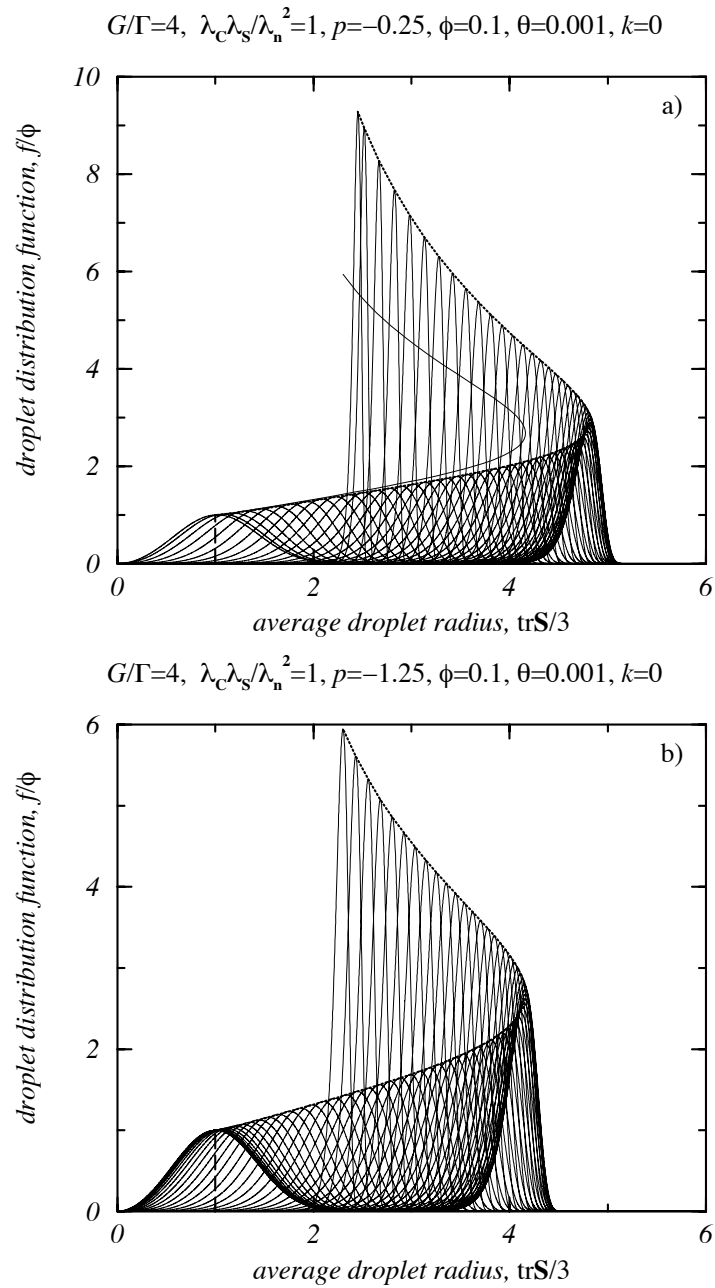 G/Γ=4, λCλS/λn²=1, p=−0.25, ϕ=0.1, θ=0.001, k=0
a)
10
8
6
4
2
0
droplet distribution function, f/ϕ
0 2 4 6
average droplet radius, trS/3
G/Γ=4, λCλS/λn²=1, p=−1.25, ϕ=0.1, θ=0.001, k=0
b)
6
4
2
0
droplet distribution function, f/ϕ
0 2 4 6
average droplet radius, trS/3